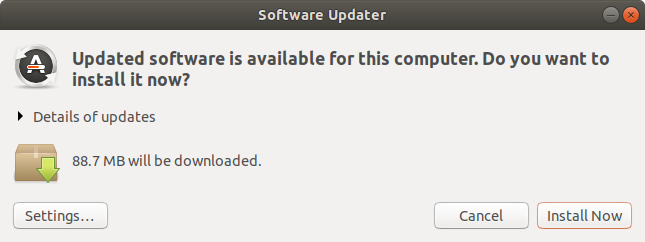 Software Updater
Updated software is available for this computer. Do you want to
install it now?
Details of updates
88.7 MB will be downloaded.
Settings...
Cancel
Install Now